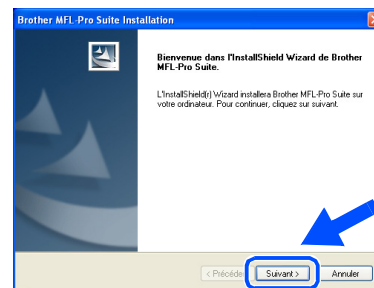 Brother MFL-Pro Suite Installation
Bienvenue dans l'InstallShield Wizard de Brother
MFL-Pro Suite.
L'InstallShield(r) Wizard installera Brother MFL-Pro Suite sur
votre ordinateur. Pour continuer, cliquez sur suivant.
< Précéde Suivant > Annuler